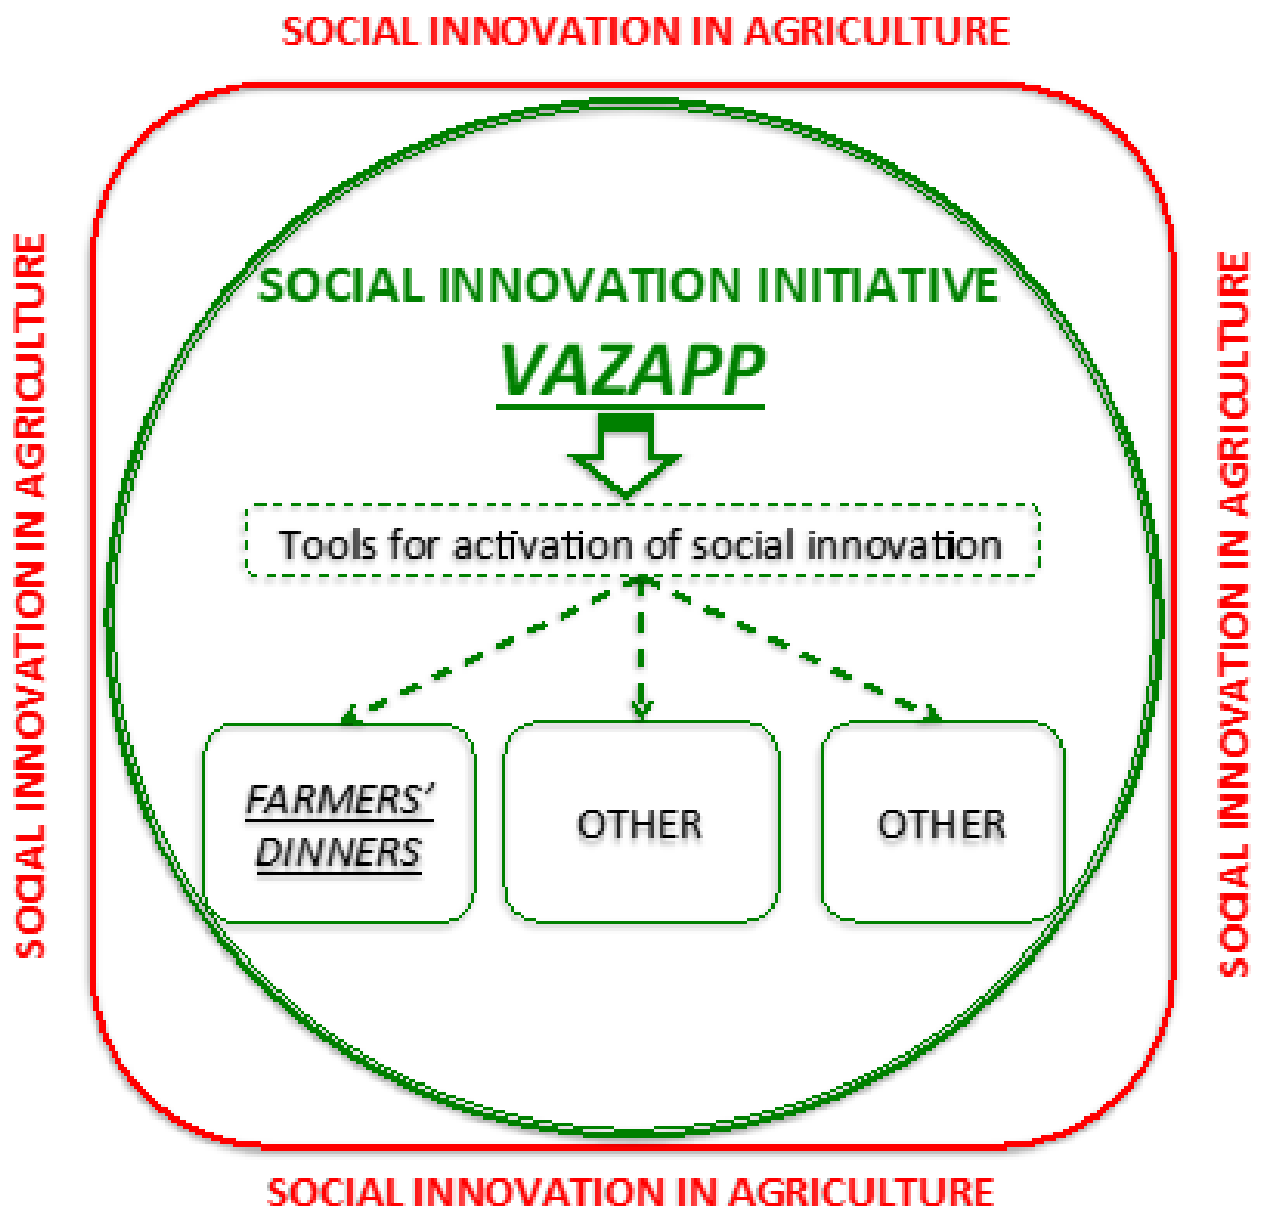 SOCIAL INNOVATION IN AGRICULTURE
SOCIAL INNOVATION IN AGRICULTURE
SOCIAL INNOVATION INITIATIVE
VAZAPP
Tools for activation of social innovation
FARMERS’
DINNERS
OTHER
OTHER
SOCIAL INNOVATION IN AGRICULTURE
SOCIAL INNOVATION IN AGRICULTURE